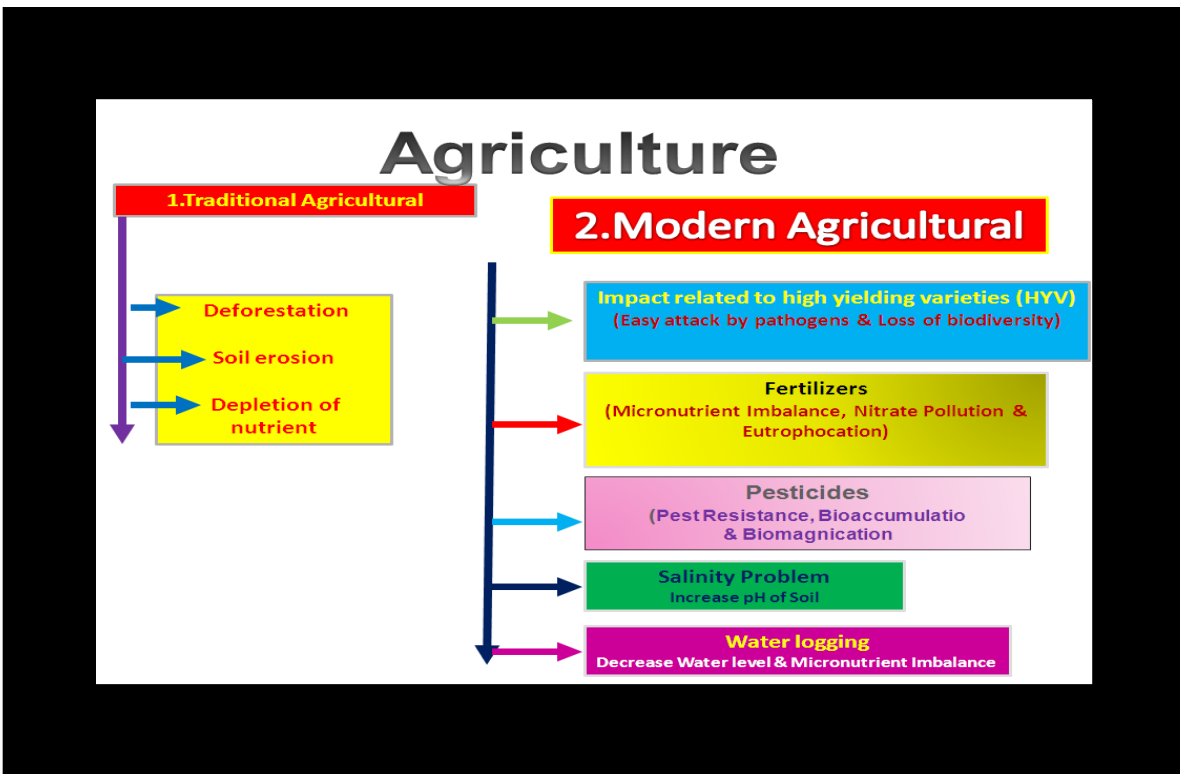 Agriculture
1.Traditional Agricultural
Deforestation
Soil erosion
Depletion of
nutrient
2.Modern Agricultural
Impact related to high yielding varieties (HYV)
(Easy attack by pathogens & Loss of biodiversity)
Fertilizers
(Micronutrient Imbalance, Nitrate Pollution &
Eutrophocation)
Pesticides
(Pest Resistance, Bioaccumulatio
& Biomagnication
Salinity Problem
Increase pH of Soil
Water logging
Decrease Water level & Micronutrient Imbalance